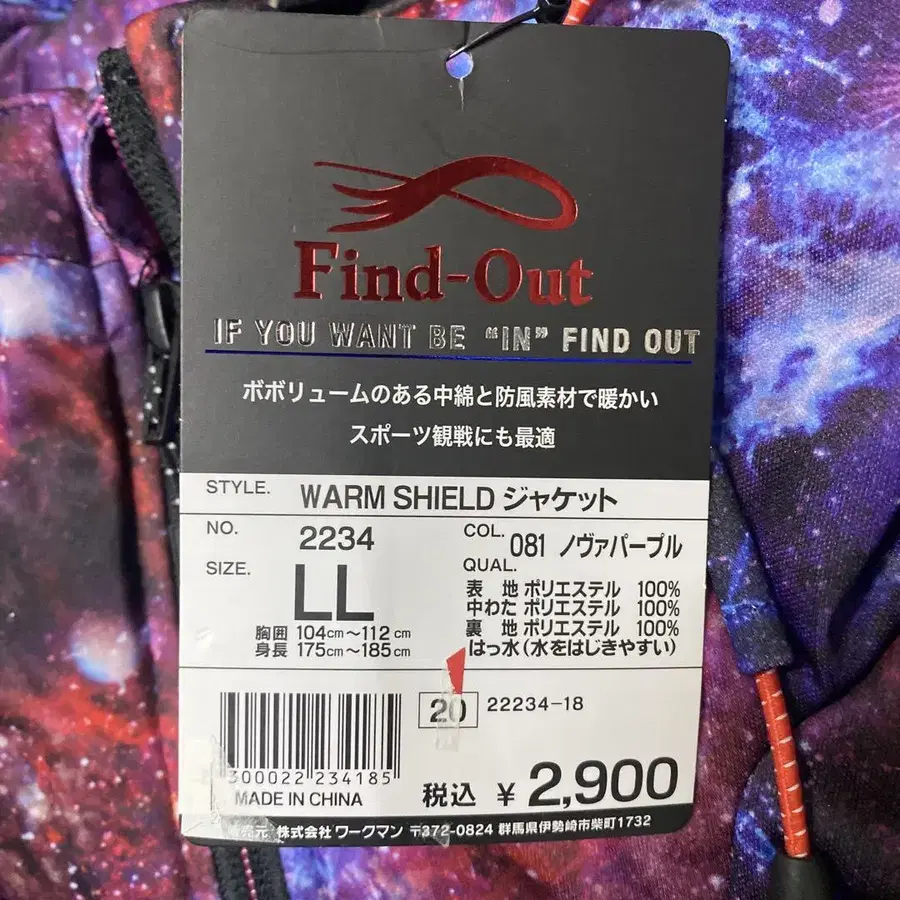 Find-Out
IF YOU WANT BE "IN" FIND OUT
ボボリュームのある中綿と防風素材で暖かい
スポーツ観戦にも最適
STYLE. WARM SHIELD ジャケット
NO. 2234
COL. 081 ノヴァパープル
SIZE. LL
胸囲 104cm~112cm
身長 175cm~185cm
QUAL.
表 地 ポリエステル 100%
中わた ポリエステル 100%
裏 地 ポリエステル 100%
はっ水(水をはじきやすい)
20 22234-18
300022 234185
MADE IN CHINA
税込 ¥2,900
売元 株式会社 ワークマン 〒372-0824 群馬県伊勢崎市柴町1732